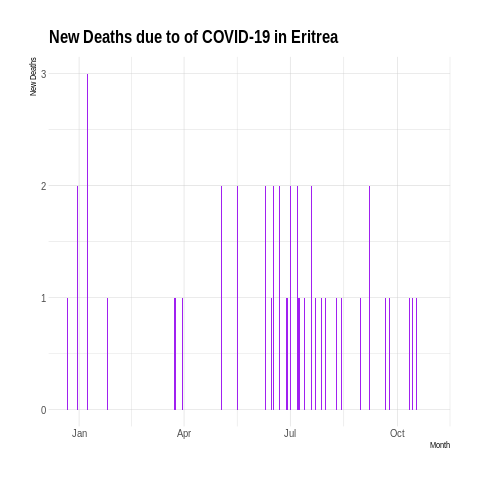 New Deaths due to of COVID-19 in Eritrea
New Deaths
3
2
1
0
Jan Apr Jul Oct
Month